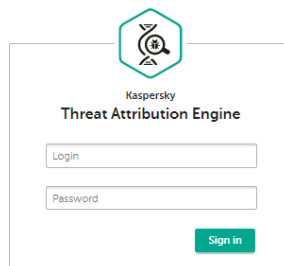 Kaspersky
Threat Attribution Engine
Login
Password
Sign in